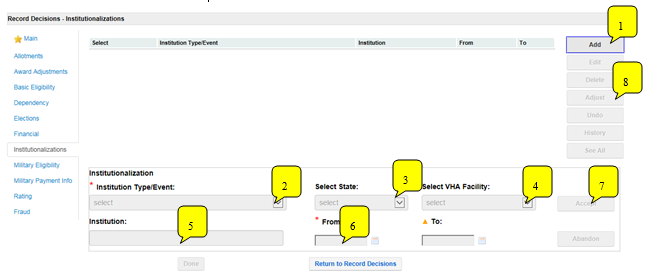 Record Decisions - Institutionalizations
1
Main
Select Institution Type/Event Institution From To
Add
Allotments
Edit
Award Adjustments
Delete
8
Basic Eligibility
Adjust
Dependency
Undo
Elections
History
Financial
See All
Institutionalizations
Military Eligibility
Institutionalization
Military Payment Info
* Institution Type/Event: Select State: Select VHA Facility:
2 3 4 7
Rating
select select select
Fraud
5
Institution: * From To:
6
Abandon
Done Return to Record Decisions